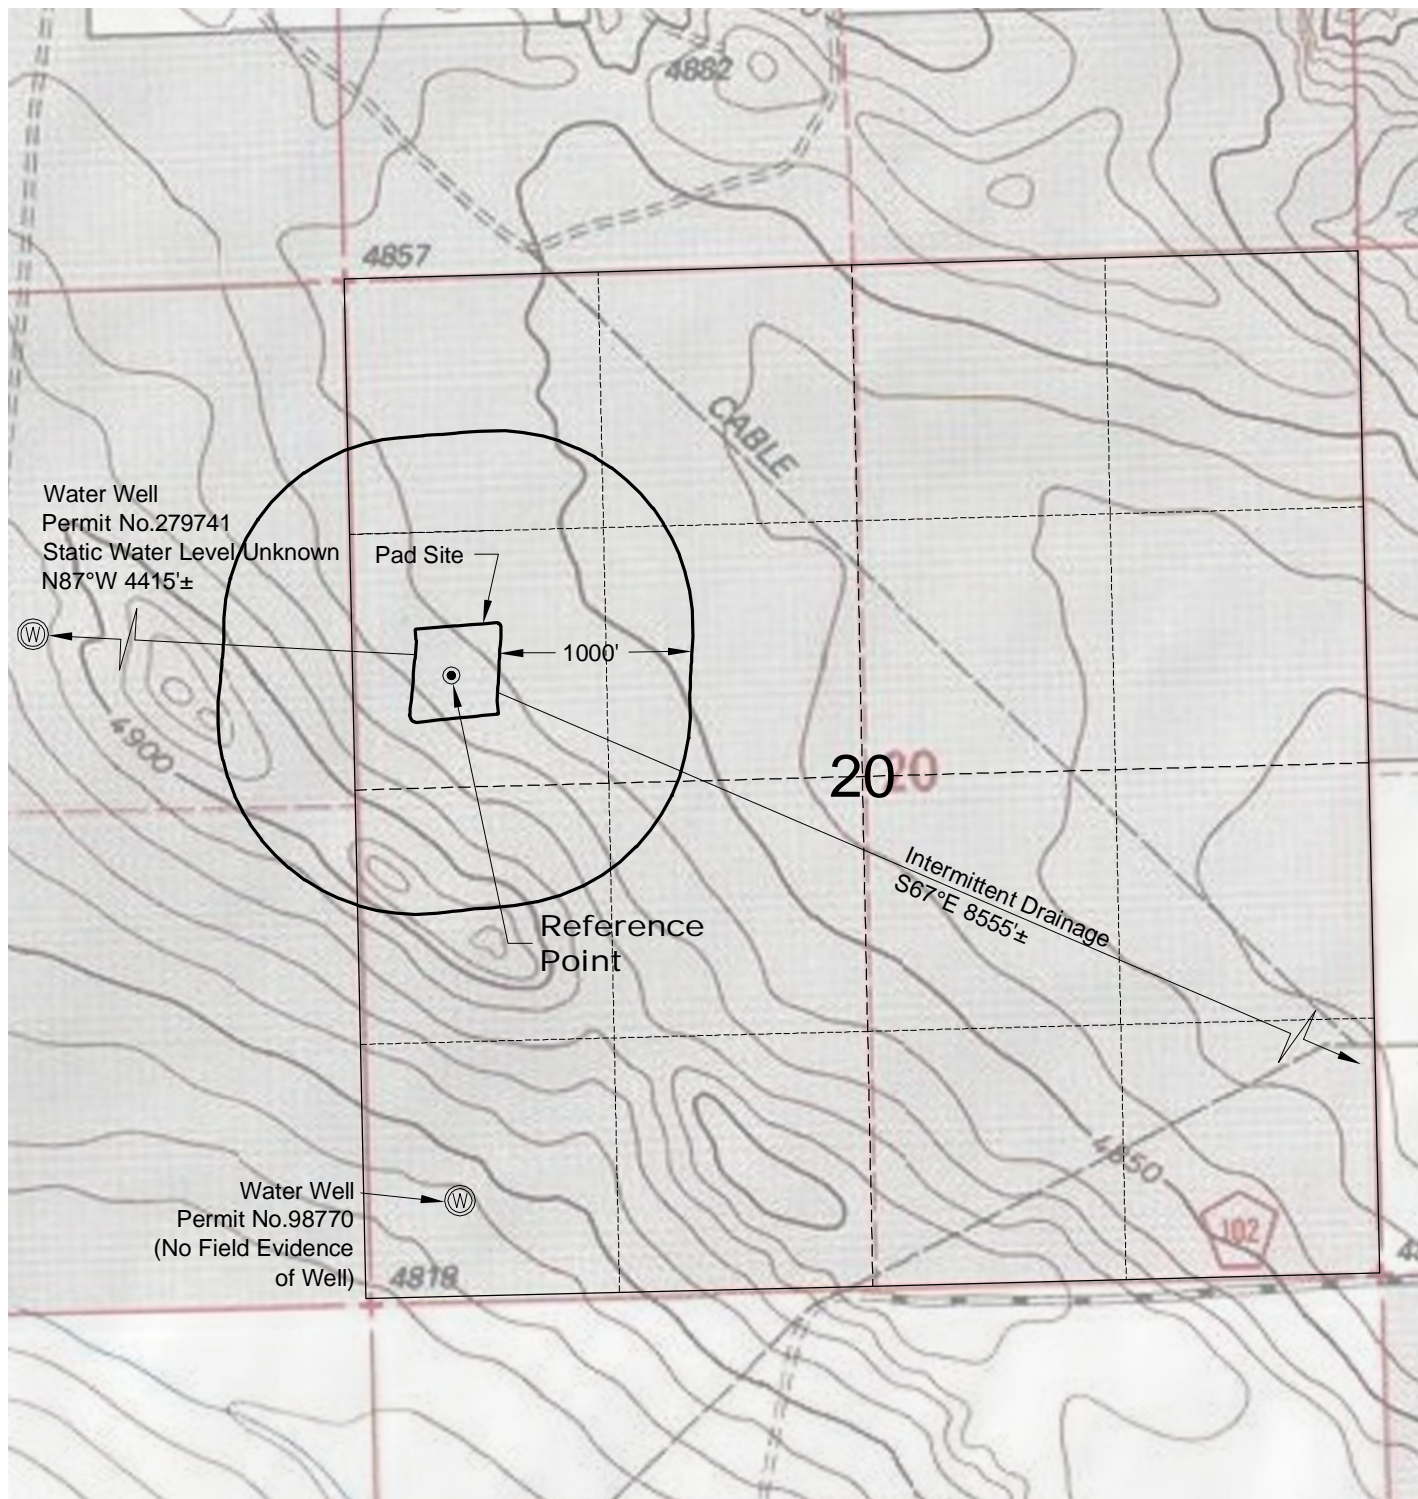 4882
4857
CABLE
Water Well
Permit No.279741
Static Water Level Unknown
N87°W 4415'±
Pad Site
W
1000'
4900
20
20
Intermittent Drainage
S67°E 8555'±
Reference
Point
4850
Water Well
Permit No.98770
(No Field Evidence
of Well)
W
102
4818